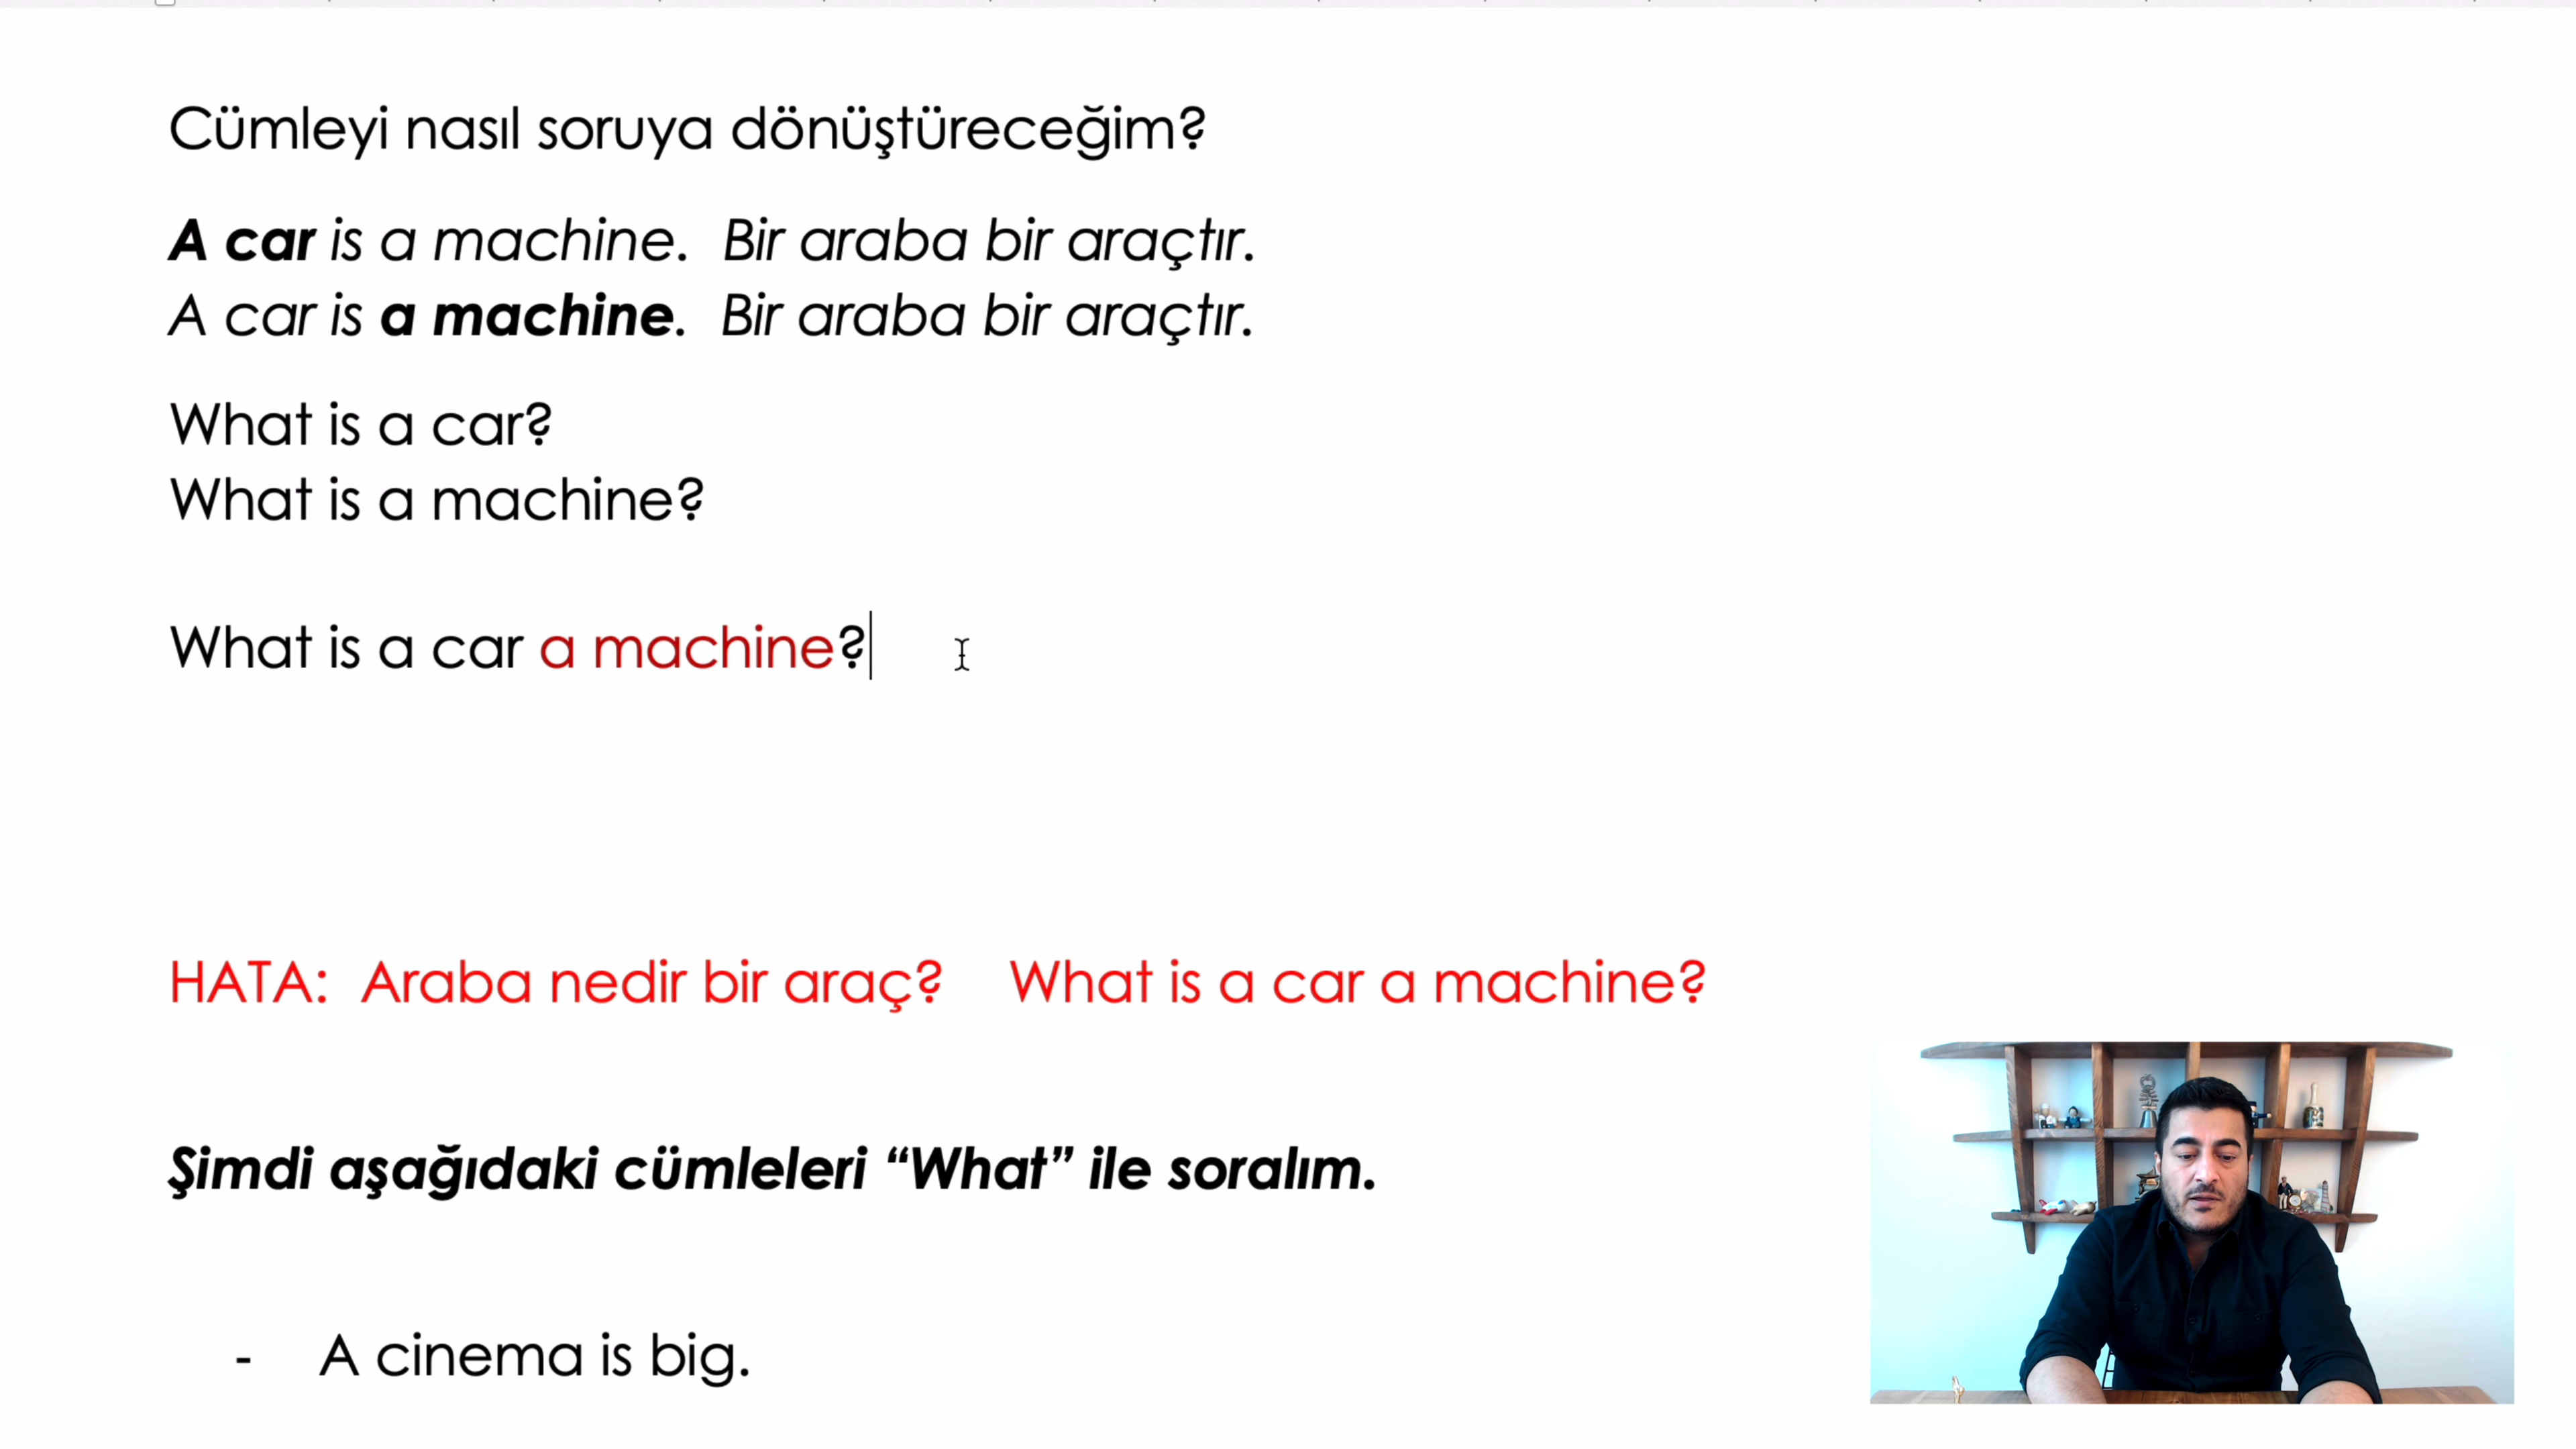 Cümleyi nasıl soruya dönüştüreceğim?
A car is a machine. Bir araba bir araçtır.
A car is a machine. Bir araba bir araçtır.
What is a car?
What is a machine?
What is a car a machine?
HATA: Araba nedir bir araç? What is a car a machine?
Şimdi aşağıdaki cümleleri “What” ile soralım.
- A cinema is big.